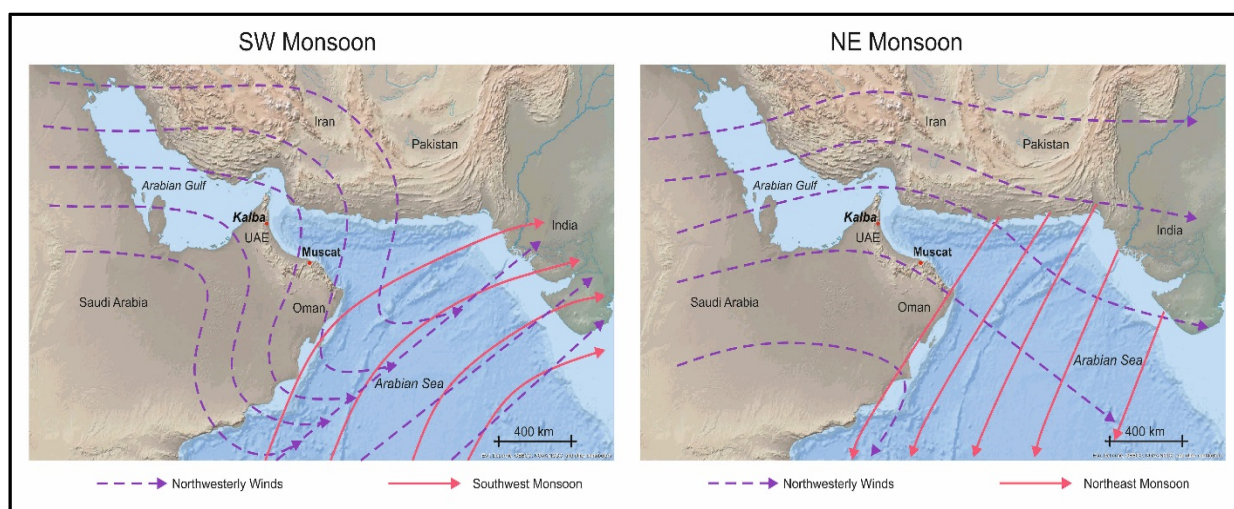 SW Monsoon
Iran
Pakistan
Arabian Gulf
Kalba
UAE
India
Muscat
Saudi Arabia
Oman
Arabian Sea
400 km
Northwesterly Winds
Southwest Monsoon
NE Monsoon
Iran
Pakistan
Arabian Gulf
Kalba
UAE
India
Muscat
Saudi Arabia
Oman
Arabian Sea
400 km
Northwesterly Winds
Northeast Monsoon